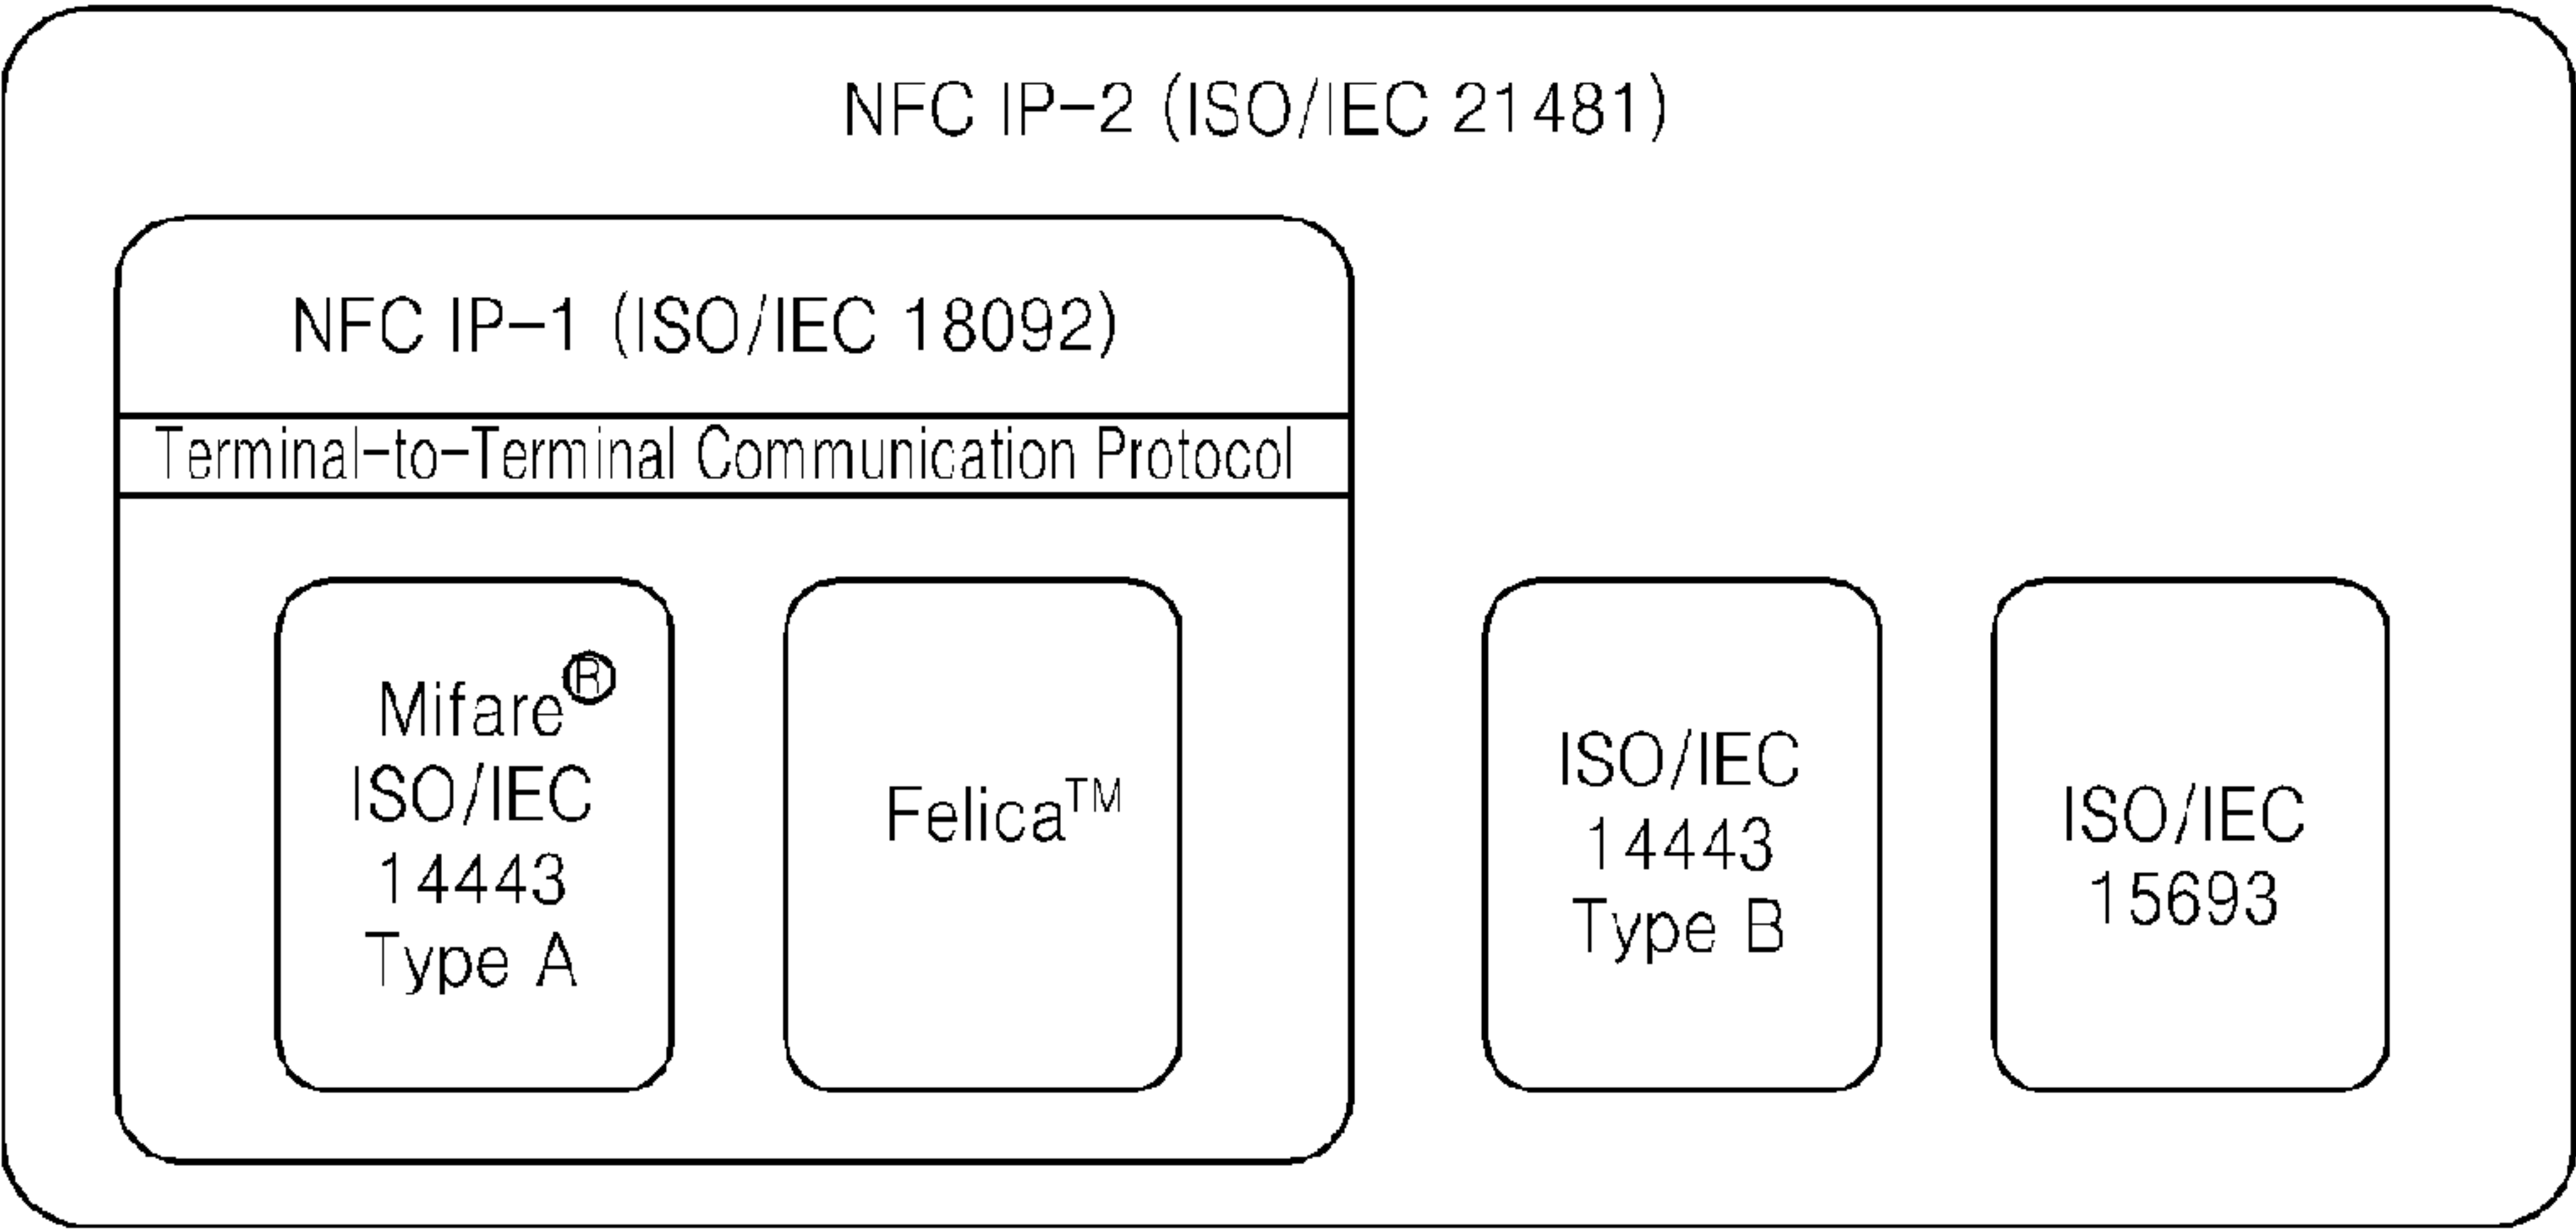 NFC IP-2 (ISO/IEC 21481)
NFC IP-1 (ISO/IEC 18092)
Terminal-to-Terminal Communication Protocol
Mifare®
ISO/IEC
14443
Type A
Felica™
ISO/IEC
14443
Type B
ISO/IEC
15693